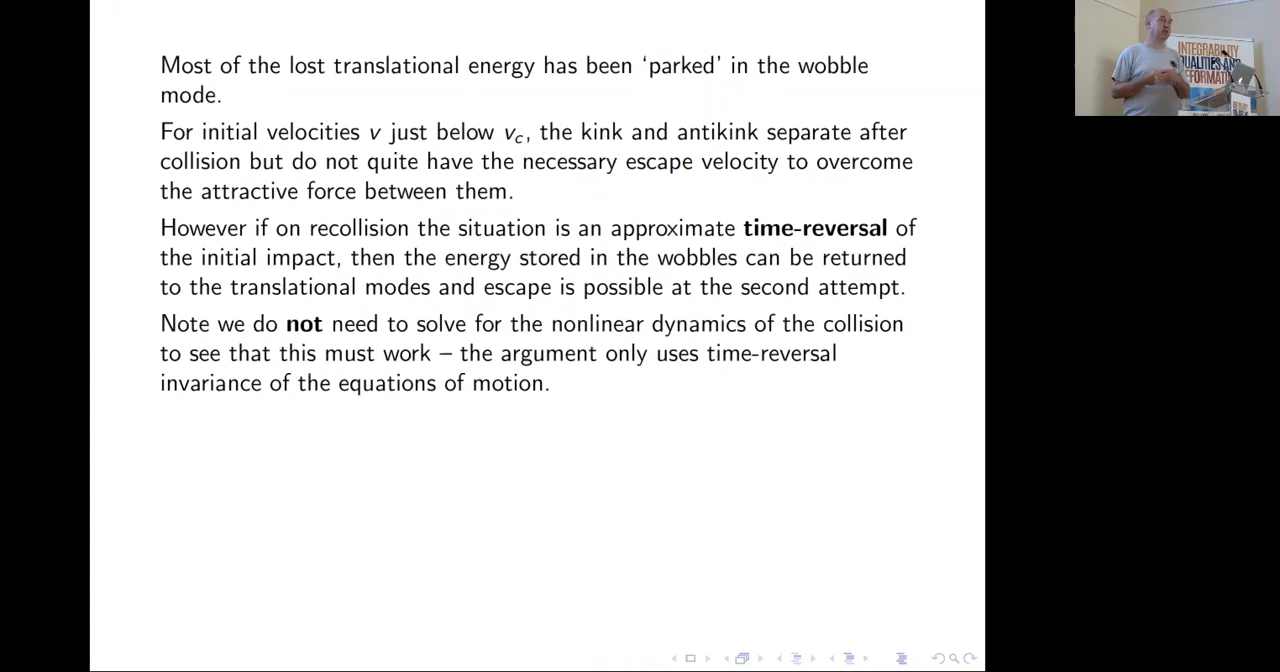 Most of the lost translational energy has been ‘parked’ in the wobble
mode.
For initial velocities v just below vc, the kink and antikink separate after
collision but do not quite have the necessary escape velocity to overcome
the attractive force between them.
However if on recollision the situation is an approximate time-reversal of
the initial impact, then the energy stored in the wobbles can be returned
to the translational modes and escape is possible at the second attempt.
Note we do not need to solve for the nonlinear dynamics of the collision
to see that this must work – the argument only uses time-reversal
invariance of the equations of motion.
INTEGRABILITY